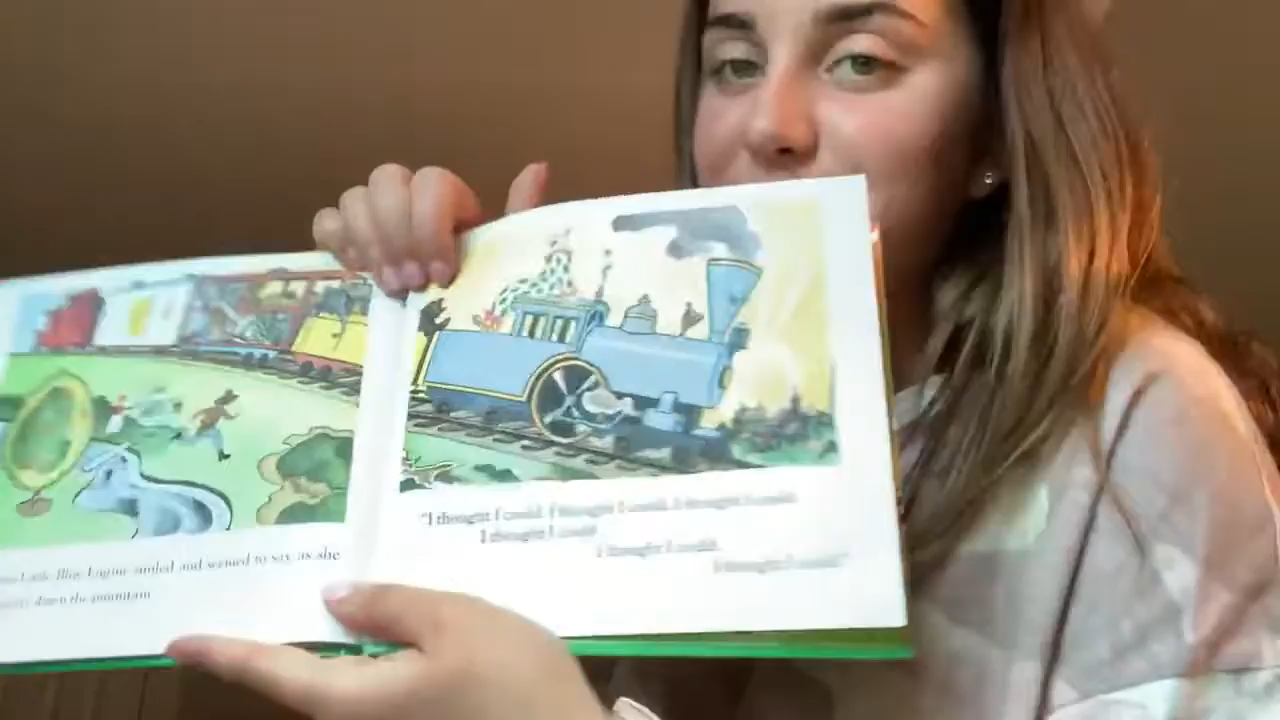 Little Blue Engine smiled and seemed to say as she
down the mountain.
"I thought I could. I thought I could. I thought I could.
I thought I could.
I thought I could.
I thought I could."